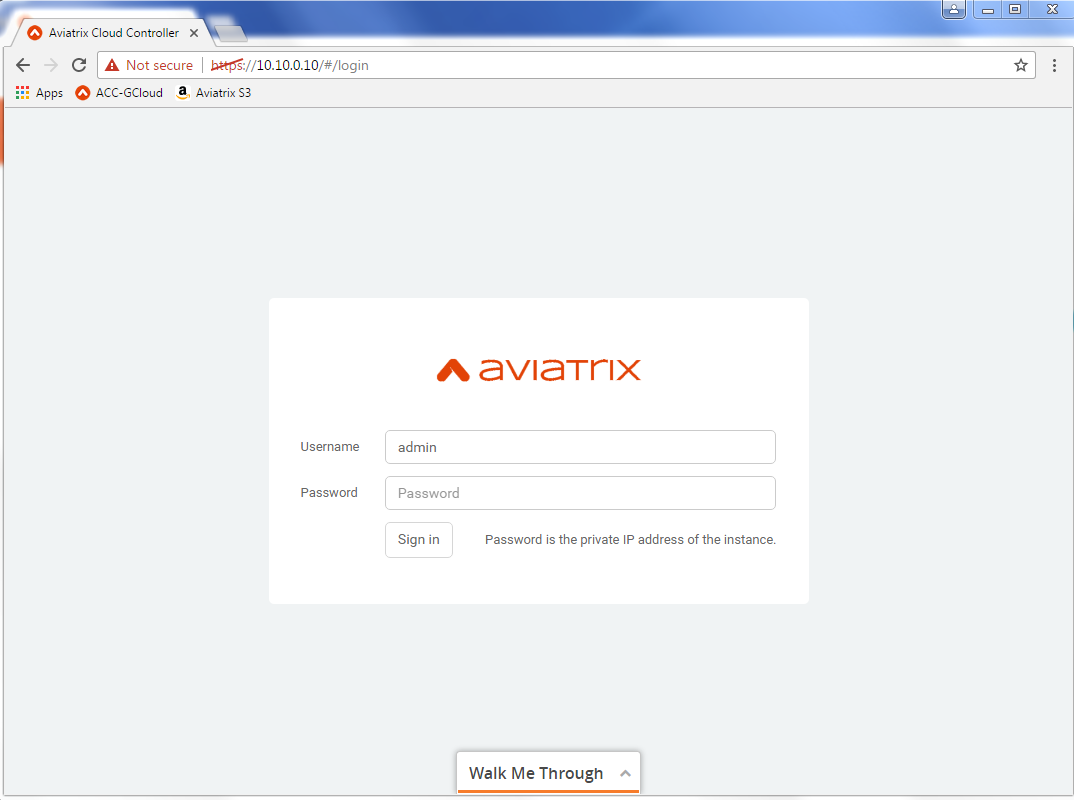 Aviatrix Cloud Controller
Not secure https://10.10.0.10/#/login
Apps ACC-GCloud Aviatrix S3
aviatrix
Username admin
Password Password
Sign in Password is the private IP address of the instance.
Walk Me Through